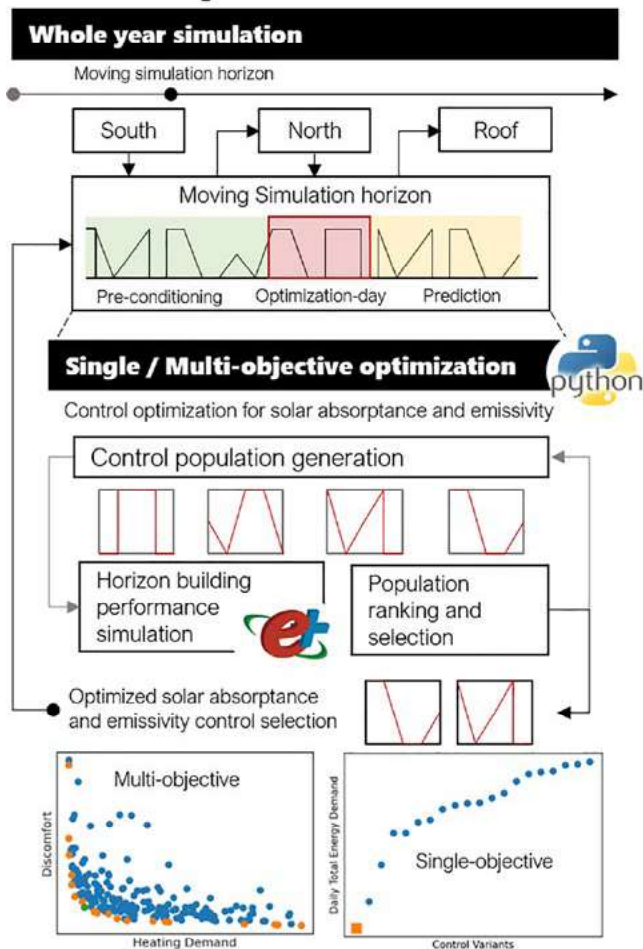 Whole year simulation
Moving simulation horizon
South
North
Roof
Moving Simulation horizon
Pre-conditioning
Optimization-day
Prediction
Single / Multi-objective optimization
python
Control optimization for solar absorptance and emissivity
Control population generation
Horizon building
performance
simulation
e+
Population
ranking and
selection
Optimized solar absorptance
and emissivity control selection
Multi-objective
Discomfort
Heating Demand
Single-objective
Daily Total Energy Demand
Control Variants